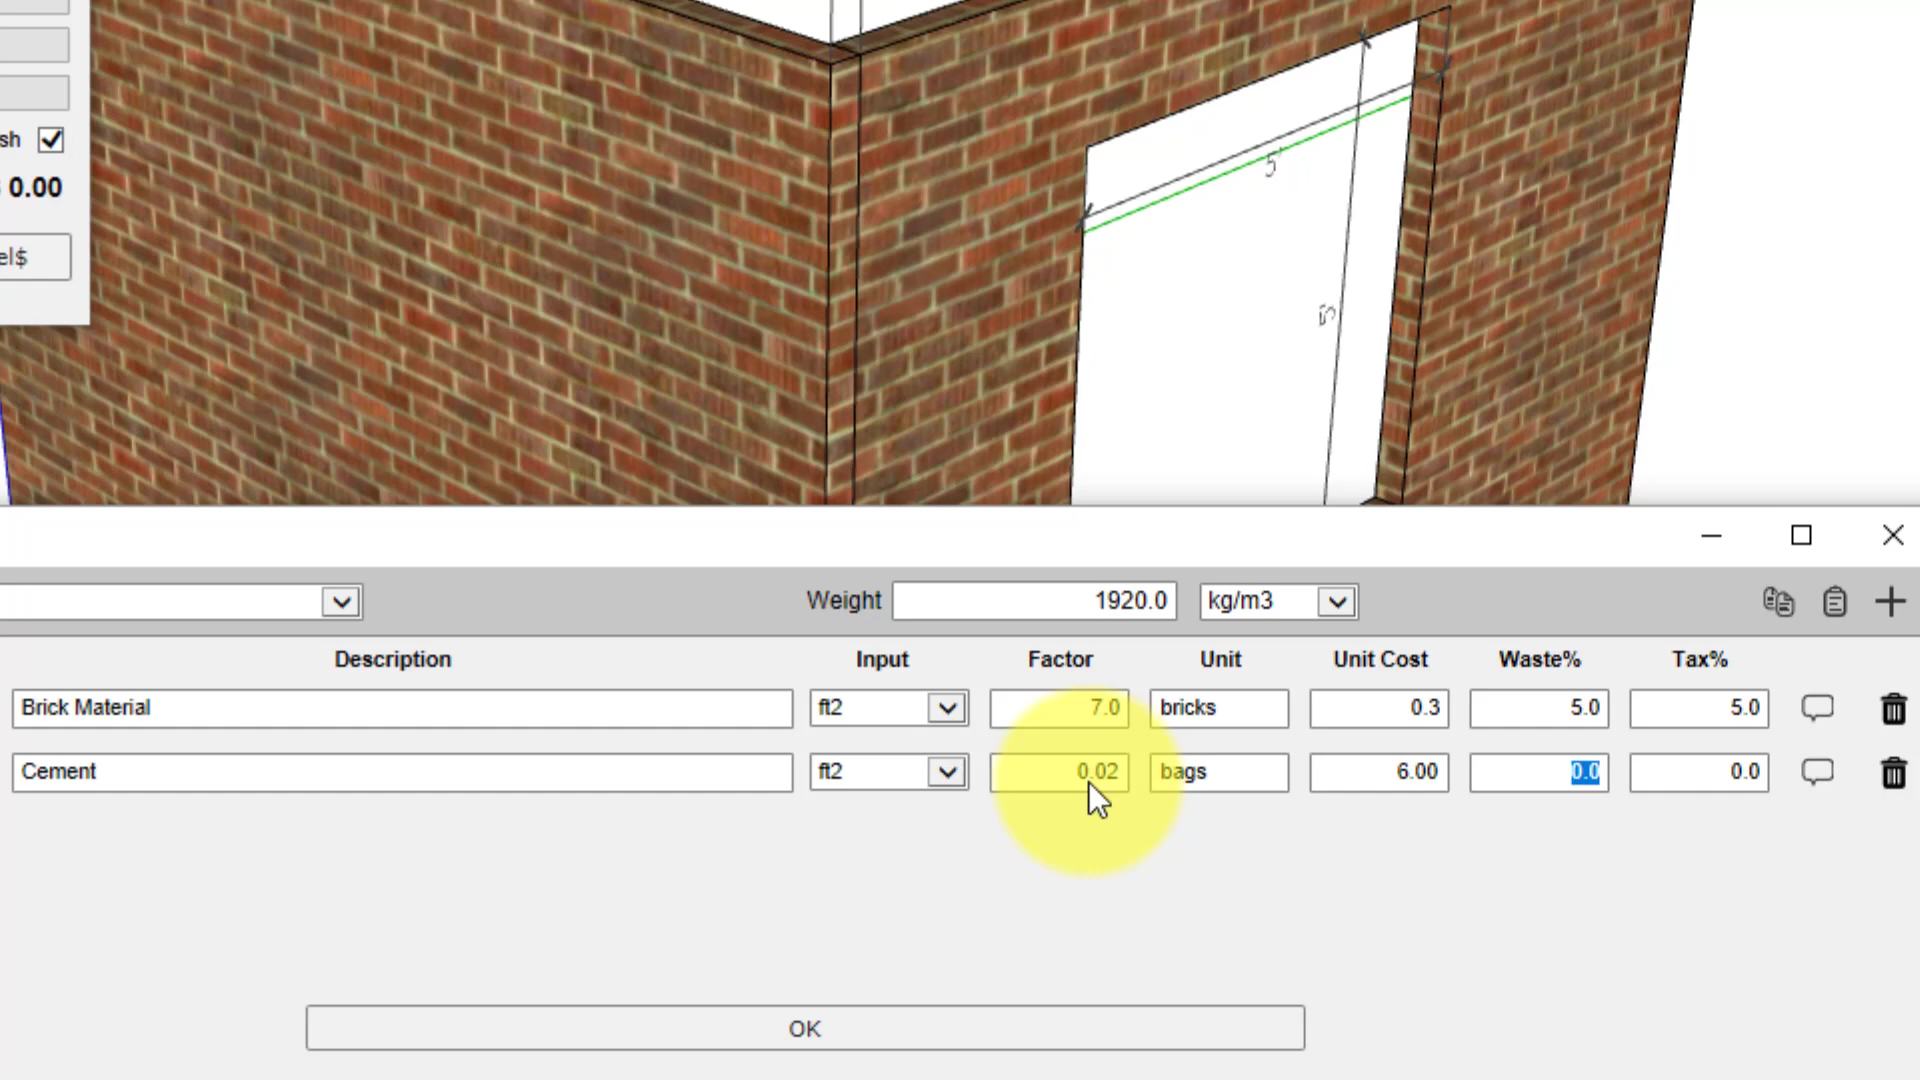 sh
0.00
el$
5'
5'
Weight 1920.0 kg/m3
Description Input Factor Unit Unit Cost Waste% Tax%
Brick Material ft2 7.0 bricks 0.3 5.0 5.0
Cement ft2 0.02 bags 6.00 0.0 0.0
OK